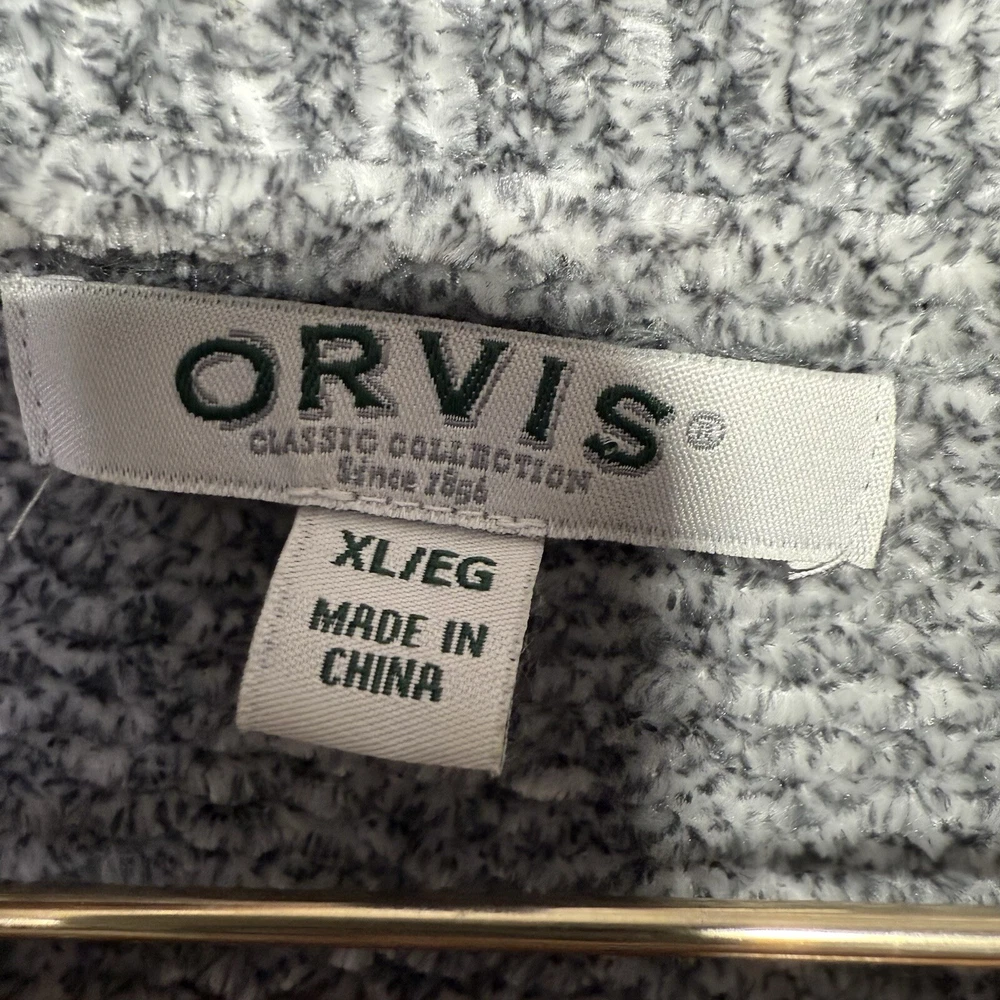 ORVIS®
CLASSIC COLLECTION
Since 1856
XL/EG
MADE IN
CHINA